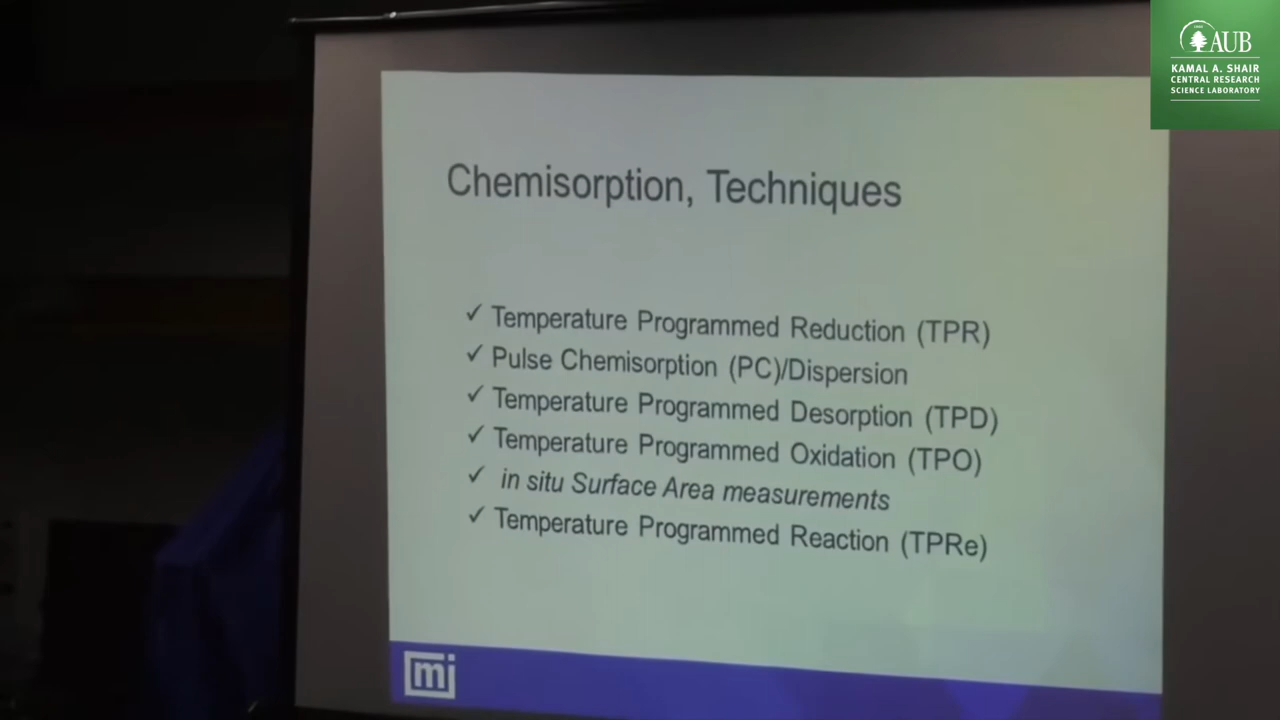 AUB
KAMAL A. SHAIR
CENTRAL RESEARCH
SCIENCE LABORATORY
Chemisorption, Techniques
✓ Temperature Programmed Reduction (TPR)
✓ Pulse Chemisorption (PC)/Dispersion
✓ Temperature Programmed Desorption (TPD)
✓ Temperature Programmed Oxidation (TPO)
✓ in situ Surface Area measurements
✓ Temperature Programmed Reaction (TPRe)
mi